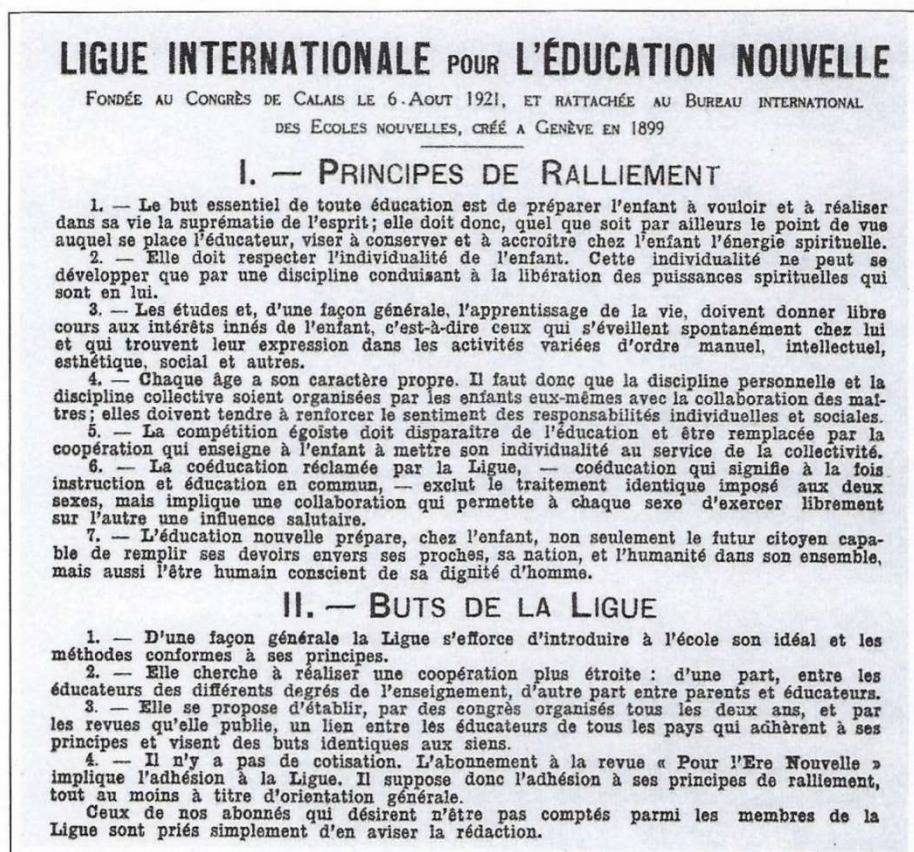 LIGUE INTERNATIONALE POUR L'ÉDUCATION NOUVELLE
FONDÉE AU CONGRÈS DE CALAIS LE 6.AOUT 1921, ET RATTACHÉE AU BUREAU INTERNATIONAL
DES ECOLES NOUVELLES, CRÉÉ A GENÈVE EN 1899
I. — PRINCIPES DE RALLIEMENT
1. — Le but essentiel de toute éducation est de préparer l'enfant à vouloir et à réaliser
dans sa vie la suprématie de l'esprit ; elle doit donc, quel que soit par ailleurs le point de vue
auquel se place l'éducateur, viser à conserver et à accroître chez l'enfant l'énergie spirituelle.
2. — Elle doit respecter l'individualité de l'enfant. Cette individualité ne peut se
développer que par une discipline conduisant à la libération des puissances spirituelles qui
sont en lui.
3. — Les études et, d'une façon générale, l'apprentissage de la vie, doivent donner libre
cours aux intérêts innés de l'enfant, c'est-à-dire ceux qui s'éveillent spontanément chez lui
et qui trouvent leur expression dans les activités variées d'ordre manuel, intellectuel,
esthétique, social et autres.
4. — Chaque âge a son caractère propre. Il faut donc que la discipline personnelle et la
discipline collective soient organisées par les enfants eux-mêmes avec la collaboration des maî-
tres ; elles doivent tendre à renforcer le sentiment des responsabilités individuelles et sociales.
5. — La compétition égoïste doit disparaître de l'éducation et être remplacée par la
coopération qui enseigne à l'enfant à mettre son individualité au service de la collectivité.
6. — La coéducation réclamée par la Ligue, — coéducation qui signifie à la fois
instruction et éducation en commun, — exclut le traitement identique imposé aux deux
sexes, mais implique une collaboration qui permette à chaque sexe d'exercer librement
sur l'autre une influence salutaire.
7. — L'éducation nouvelle prépare, chez l'enfant, non seulement le futur citoyen capa-
ble de remplir ses devoirs envers ses proches, sa nation, et l'humanité dans son ensemble,
mais aussi l'être humain conscient de sa dignité d'homme.
II. — BUTS DE LA LIGUE
1. — D'une façon générale la Ligue s'efforce d'introduire à l'école son idéal et les
méthodes conformes à ses principes.
2. — Elle cherche à réaliser une coopération plus étroite : d'une part, entre les
éducateurs des différents degrés de l'enseignement, d'autre part entre parents et éducateurs.
3. — Elle se propose d'établir, par des congrès organisés tous les deux ans, et par
les revues qu'elle publie, un lien entre les éducateurs de tous les pays qui adhèrent à ses
principes et visent des buts identiques aux siens.
4. — Il n'y a pas de cotisation. L'abonnement à la revue « Pour l'Ere Nouvelle »
implique l'adhésion à la Ligue. Il suppose donc l'adhésion à ses principes de ralliement,
tout au moins à titre d'orientation générale.
Ceux de nos abonnés qui désirent n'être pas comptés parmi les membres de la
Ligue sont priés simplement d'en aviser la rédaction.